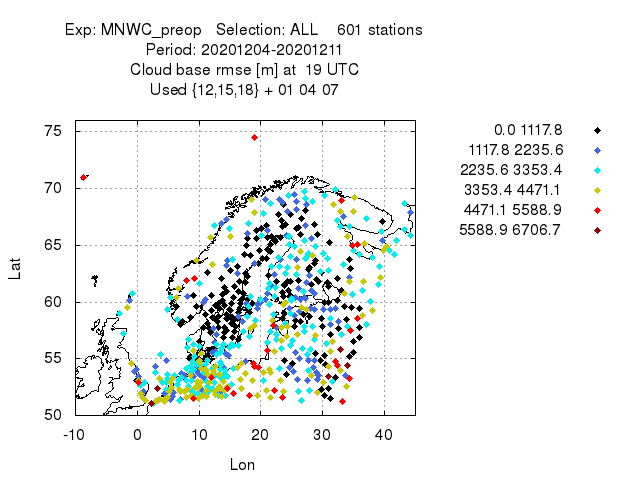 Exp: MNWC_preop   Selection: ALL    601 stations
Period: 20201204-20201211
Cloud base rmse [m] at  19 UTC
Used {12,15,18} + 01 04 07
0.0 1117.8
1117.8 2235.6
2235.6 3353.4
3353.4 4471.1
4471.1 5588.9
5588.9 6706.7
75
70
65
60
55
50
Lat
-10 0 10 20 30 40
Lon